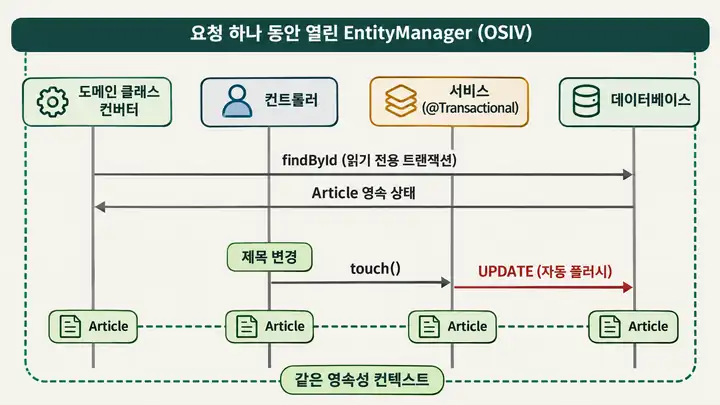 요청 하나 동안 열린 EntityManager (OSIV)
도메인 클래스
컨버터
컨트롤러
서비스
(@Transactional)
데이터베이스
findById (읽기 전용 트랜잭션)
Article 영속 상태
제목 변경
touch()
UPDATE (자동 플러시)
Article
Article
Article
Article
같은 영속성 컨텍스트